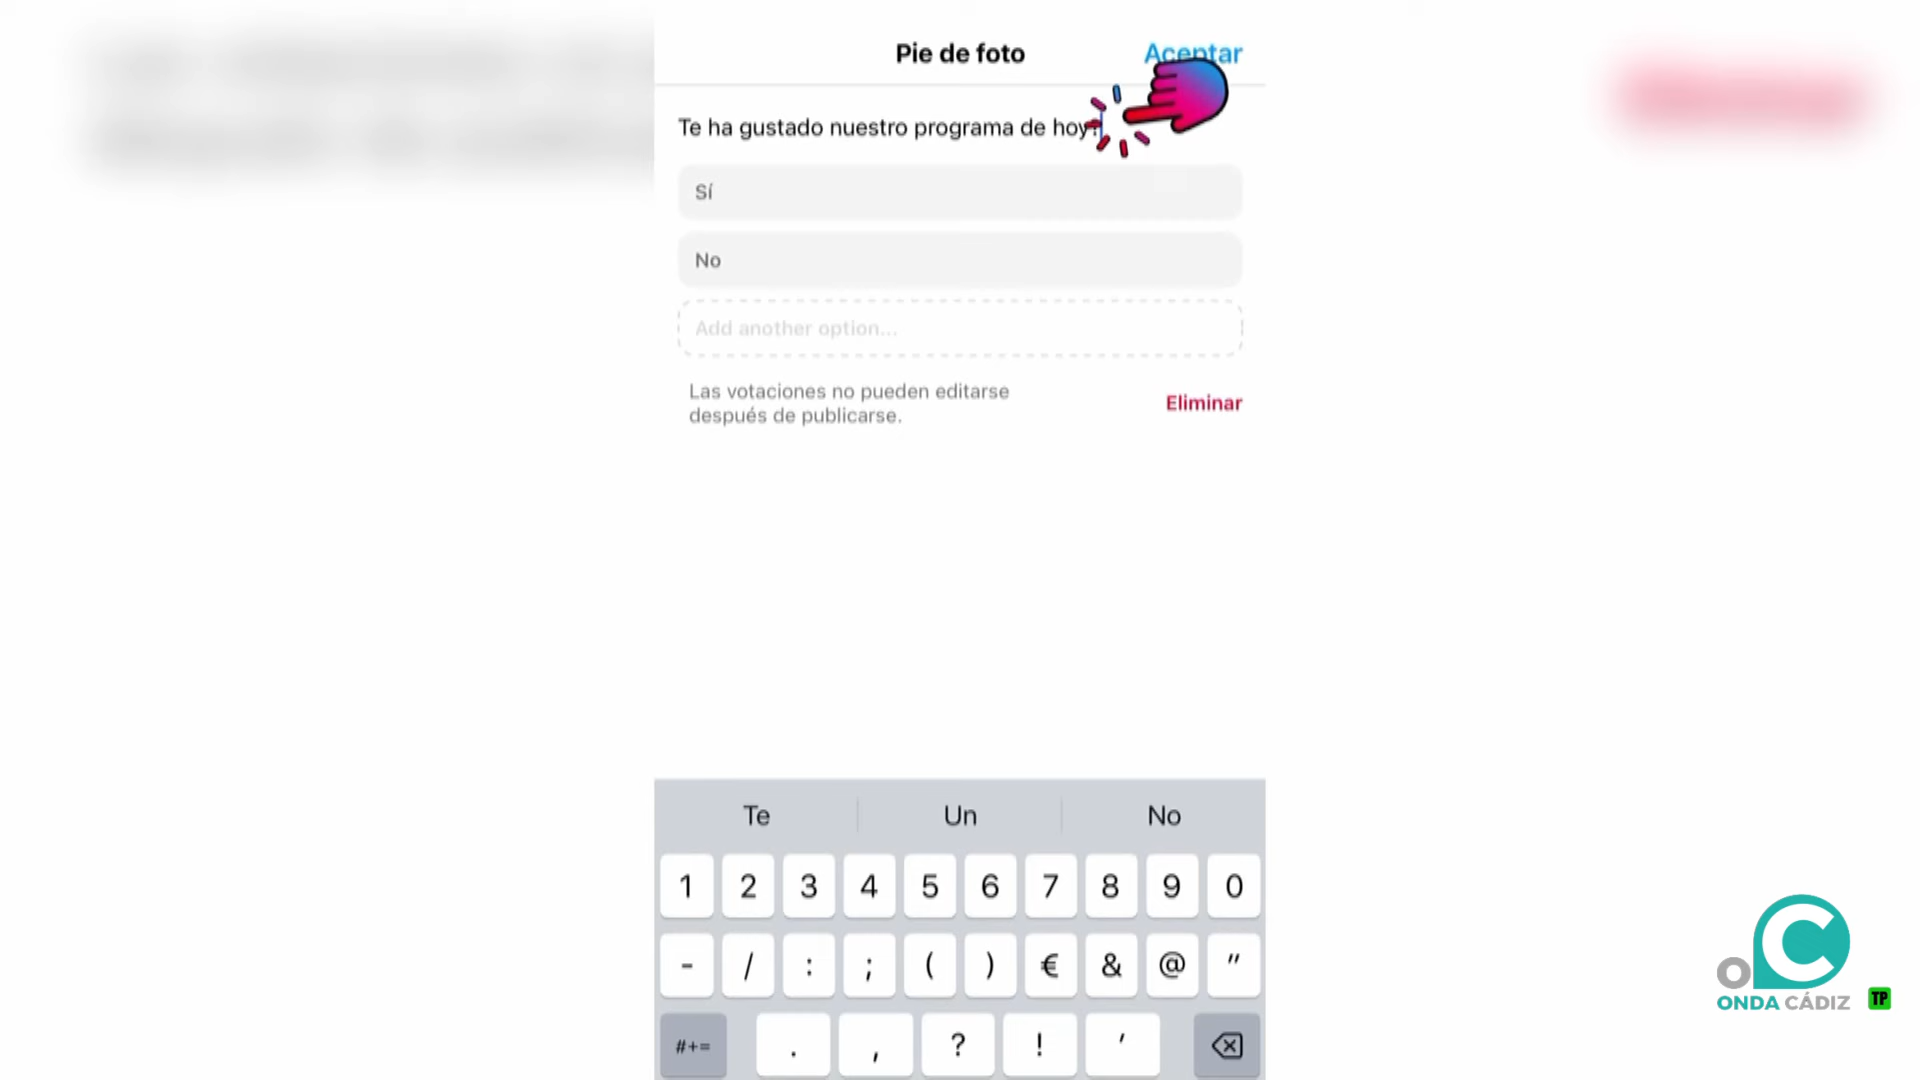 Pie de foto
Aceptar
Te ha gustado nuestro programa de hoy?
Sí
No
Add another option...
Las votaciones no pueden editarse
después de publicarse.
Eliminar
Te Un No
1 2 3 4 5 6 7 8 9 0
- / : ; ( ) € & @ "
#+= . , ? ! '
OC
ONDA CÁDIZ
TP